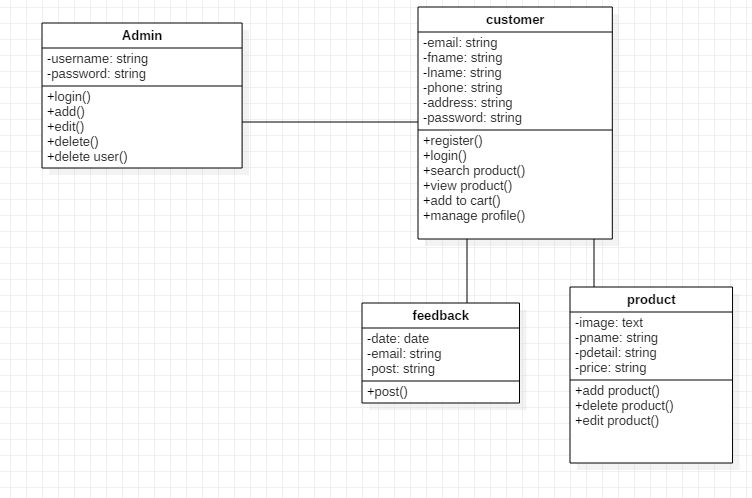 Admin
-username: string
-password: string
+login()
+add()
+edit()
+delete()
+delete user()
customer
-email: string
-fname: string
-lname: string
-phone: string
-address: string
-password: string
+register()
+login()
+search product()
+view product()
+add to cart()
+manage profile()
feedback
-date: date
-email: string
-post: string
+post()
product
-image: text
-pname: string
-pdetail: string
-price: string
+add product()
+delete product()
+edit product()